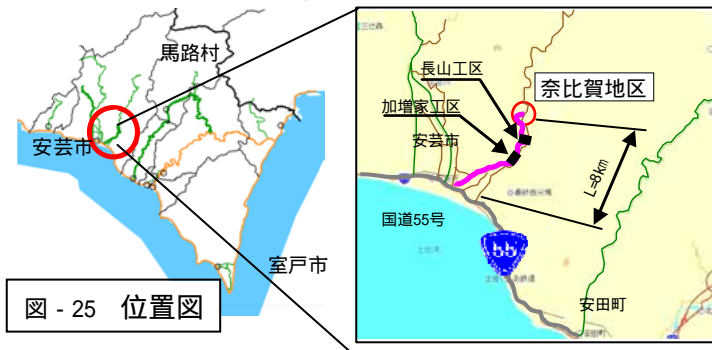 馬路村
安芸市
室戸市
図 - 25 位置図
長山工区
奈比賀地区
加増家工区
安芸市
L=8km
国道55号
55
安田町